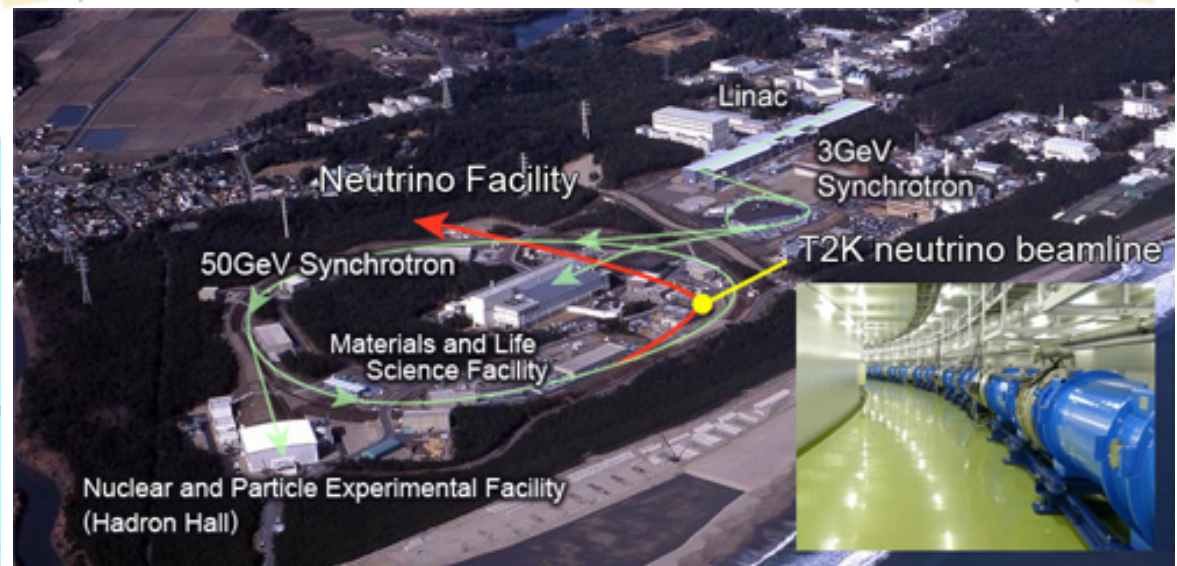 Linac
3GeV
Synchrotron
Neutrino Facility
T2K neutrino beamline
50GeV Synchrotron
Materials and Life
Science Facility
Nuclear and Particle Experimental Facility
(Hadron Hall)